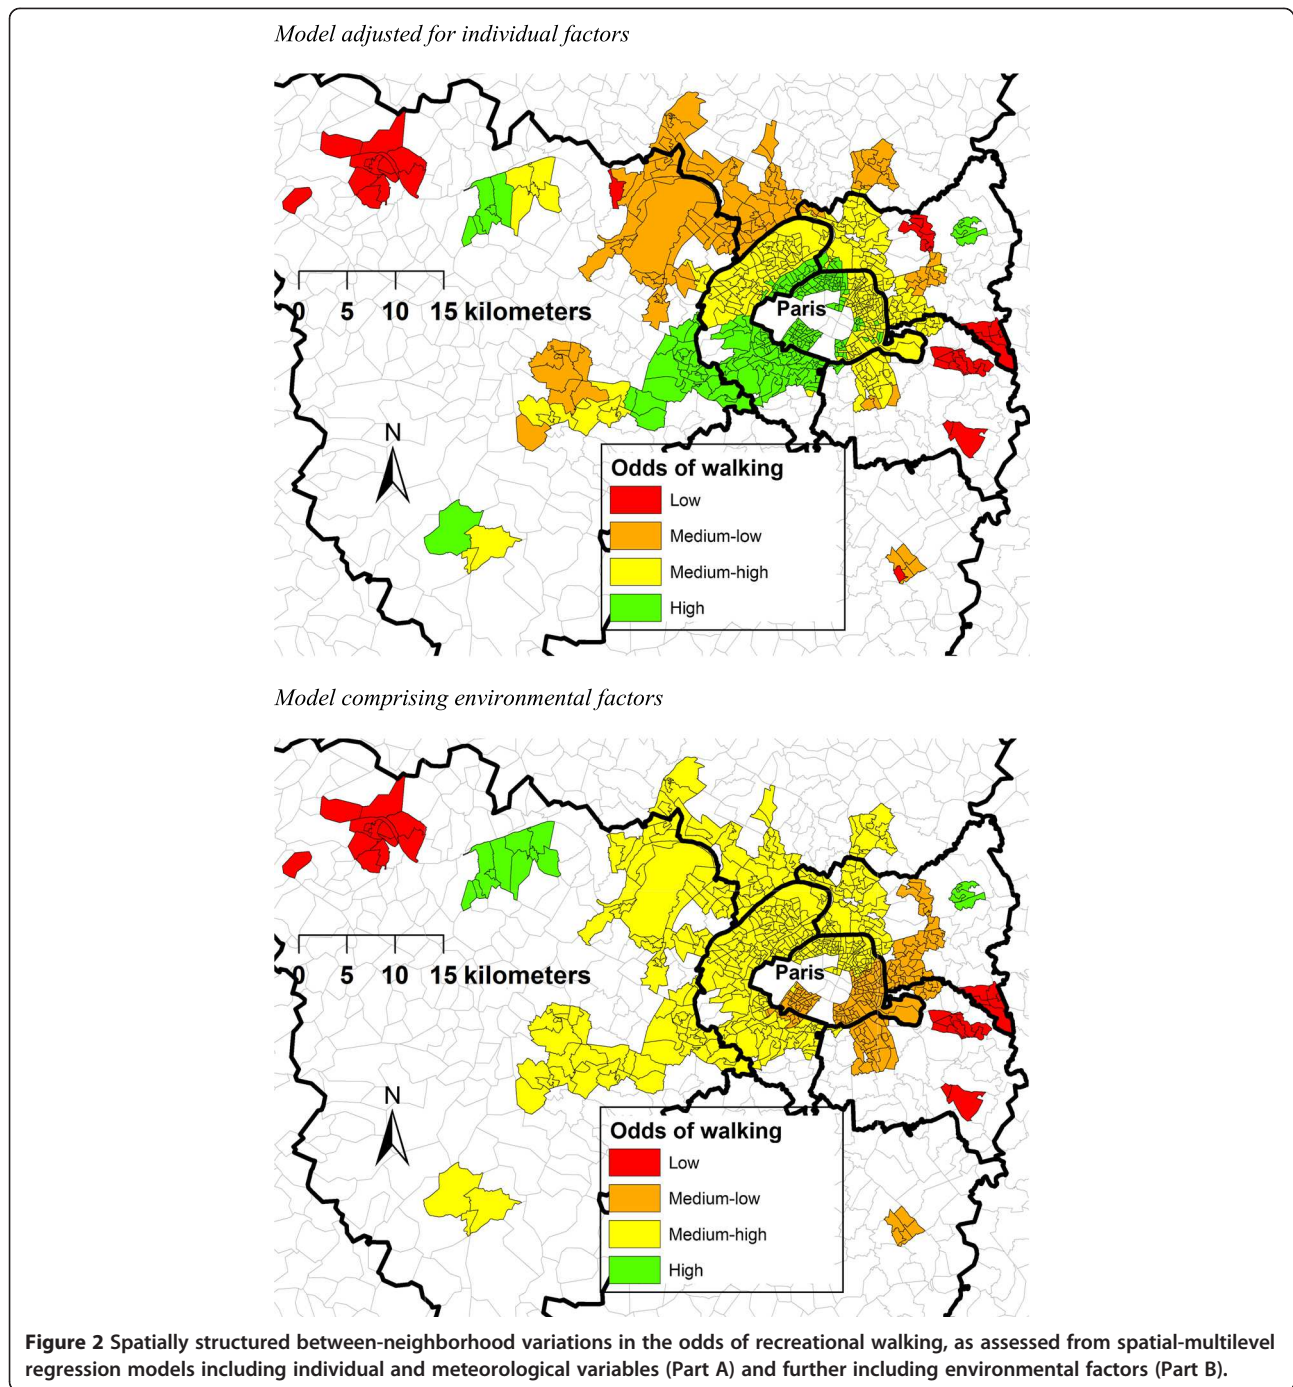 Model adjusted for individual factors
0 5 10 15 kilometers
Paris
N
Odds of walking
Low
Medium-low
Medium-high
High
Model comprising environmental factors
0 5 10 15 kilometers
Paris
N
Odds of walking
Low
Medium-low
Medium-high
High
Figure 2 Spatially structured between-neighborhood variations in the odds of recreational walking, as assessed from spatial-multilevel
regression models including individual and meteorological variables (Part A) and further including environmental factors (Part B).